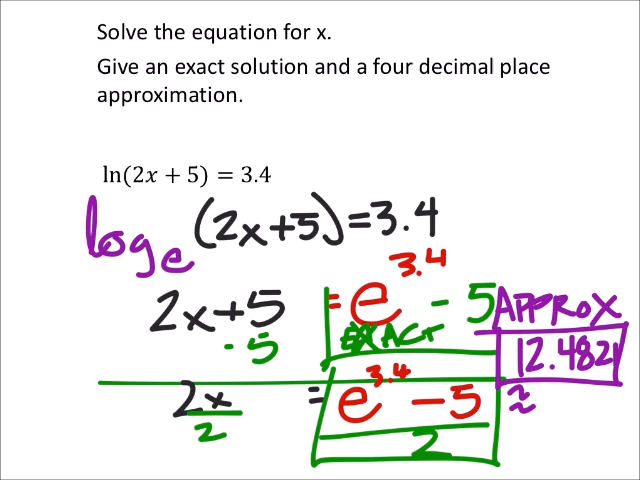 Solve the equation for x.
Give an exact solution and a four decimal place
approximation.
ln(2x + 5) = 3.4
logₑ (2x+5)=3.4
2x+5 = e^3.4 - 5
-5
EXACT
APPROX
12.4821
≈
2x/2 = (e^3.4 - 5)/2